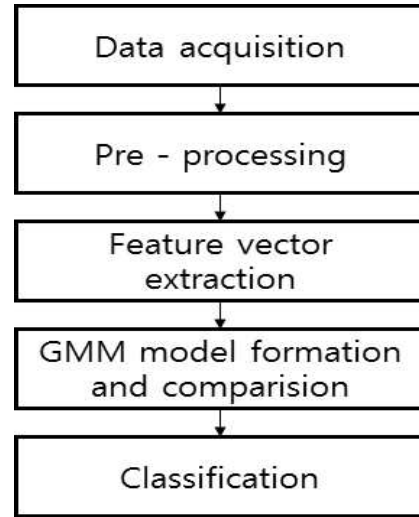 Data acquisition
Pre - processing
Feature vector
extraction
GMM model formation
and comparision
Classification